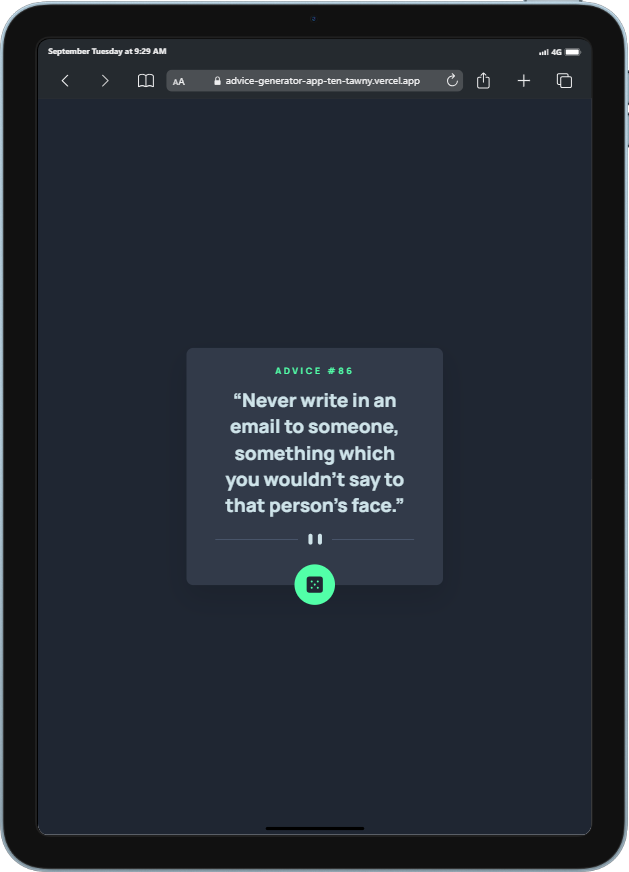 September Tuesday at 9:29 AM
4G
AA
advice-generator-app-ten-tawny.vercel.app
ADVICE #86
“Never write in an
email to someone,
something which
you wouldn’t say to
that person’s face.”